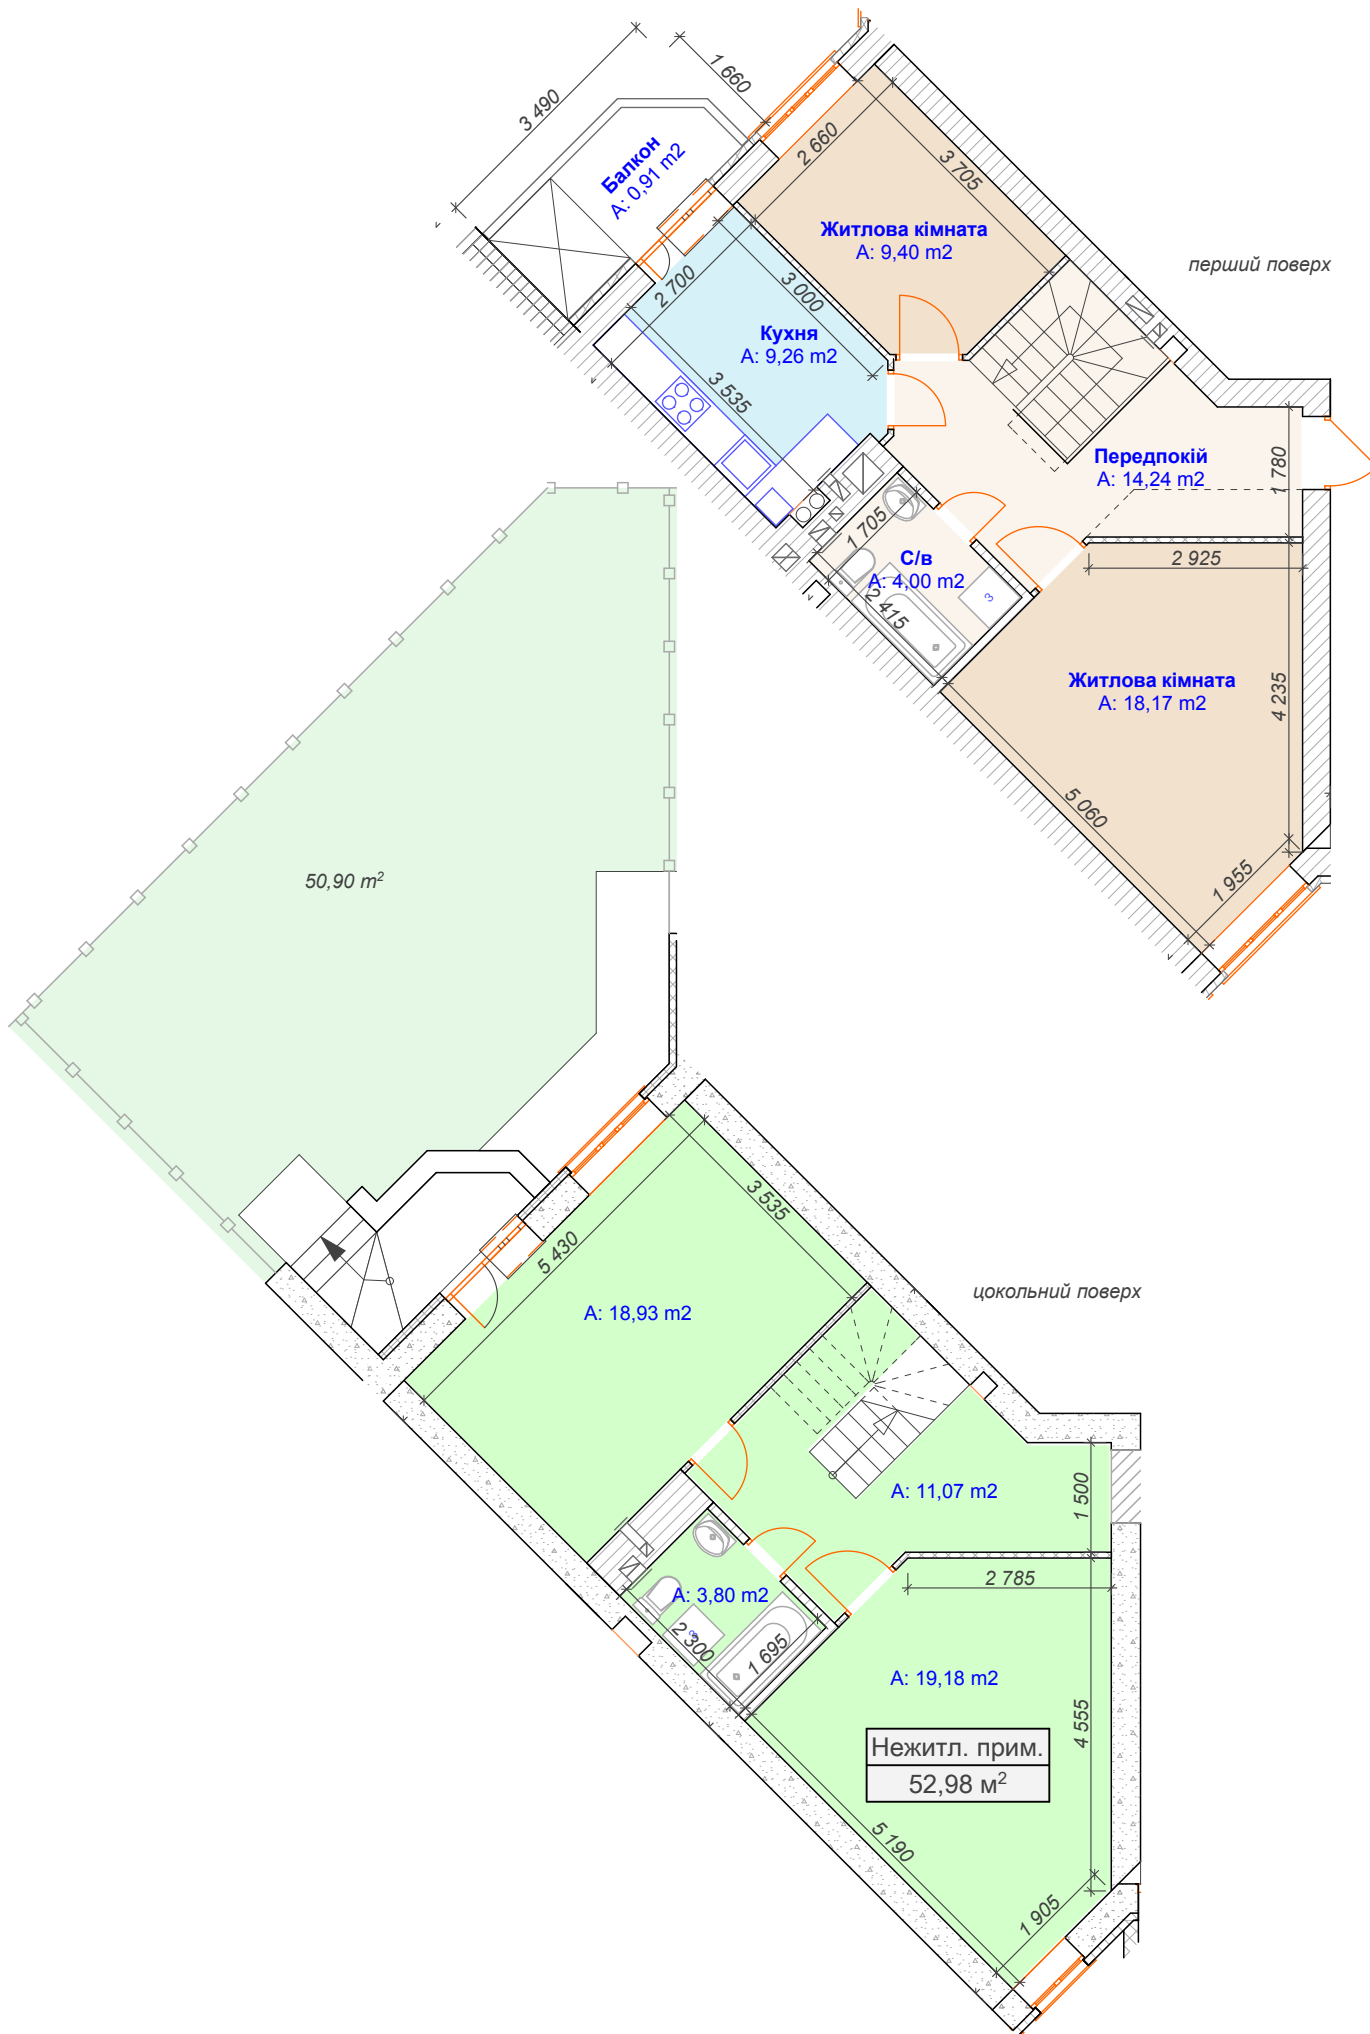 3 490
1 660
Балкон
A: 0,91 m2
2 660
3 705
Житлова кімната
A: 9,40 m2
перший поверх
2 700
3 000
Кухня
A: 9,26 m2
3 535
Передпокій
A: 14,24 m2
1 780
1 705
С/в
A: 4,00 m2
2 415
3
2 925
Житлова кімната
A: 18,17 m2
4 235
5 060
1 955
50,90 m²
3 535
5 430
цокольний поверх
A: 18,93 m2
A: 11,07 m2
1 500
2 785
A: 3,80 m2
3
2 300
1 695
A: 19,18 m2
4 555
Нежитл. прим.
52,98 м²
5 190
1 905